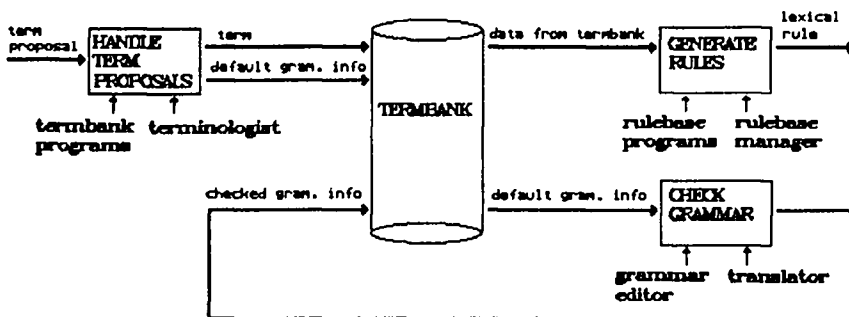 term
proposal
HANDLE
TERM
PROPOSALS
termbank
programs
terminologist
term
default gram. info
TERMBANK
data from termbank
GENERATE
RULES
lexical
rule
rulebase
programs
rulebase
manager
checked gram. info
default gram. info
CHECK
GRAMMAR
grammar
editor
translator